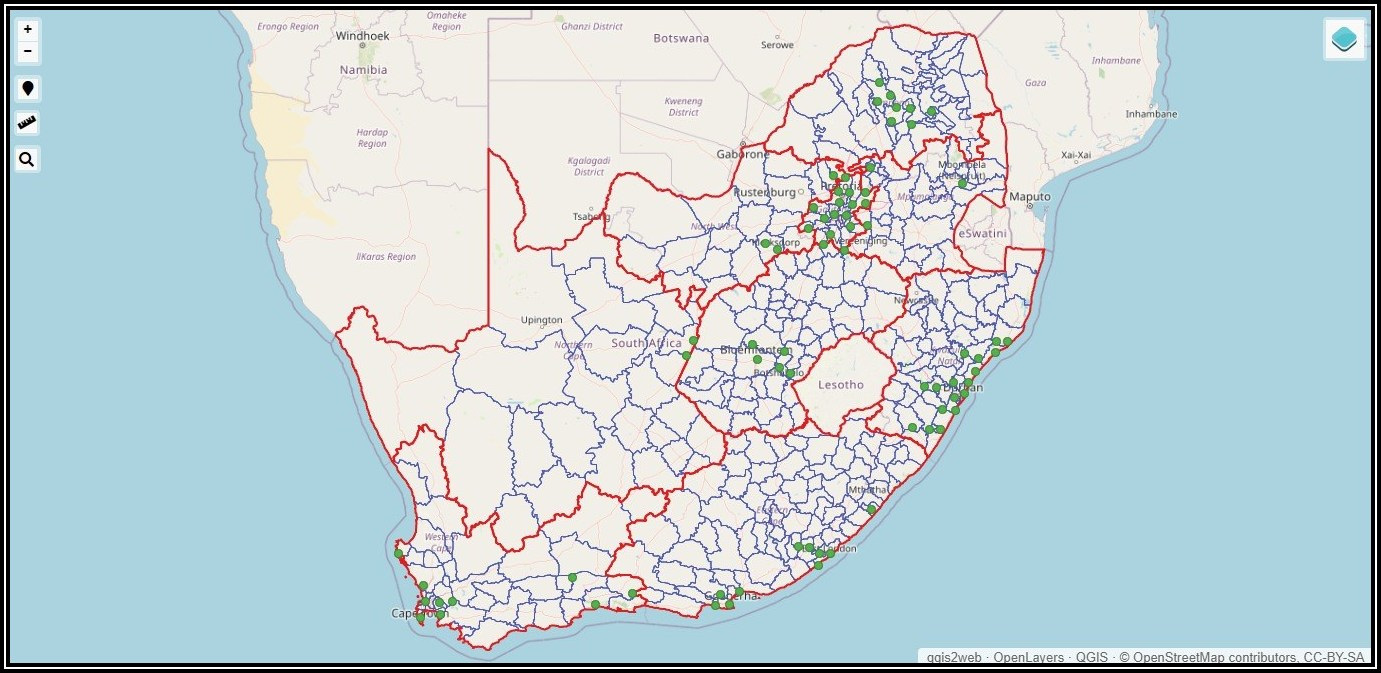 +
−
Erongo Region
Omaheke
Region
Ghanzi District
Windhoek
Botswana
Serowe
Namibia
Inhambane
Gaza
Kweneng
District
Inhambane
Hardap
Region
Gaborone
Xai-Xai
Kgalagadi
District
Mbombela
(Nelspruit)
Rustenburg
Pretoria
Maputo
Mpumalanga
North West
eSwatini
Vereeniging
IlKaras Region
Newcastle
Upington
Northern
Cape
South Africa
Bloemfontein
Lesotho
Durban
Mthatha
Eastern
Cape
Western
Cape
East London
Gqeberha
Cape Town
qgis2web · OpenLayers · QGIS · © OpenStreetMap contributors, CC-BY-SA